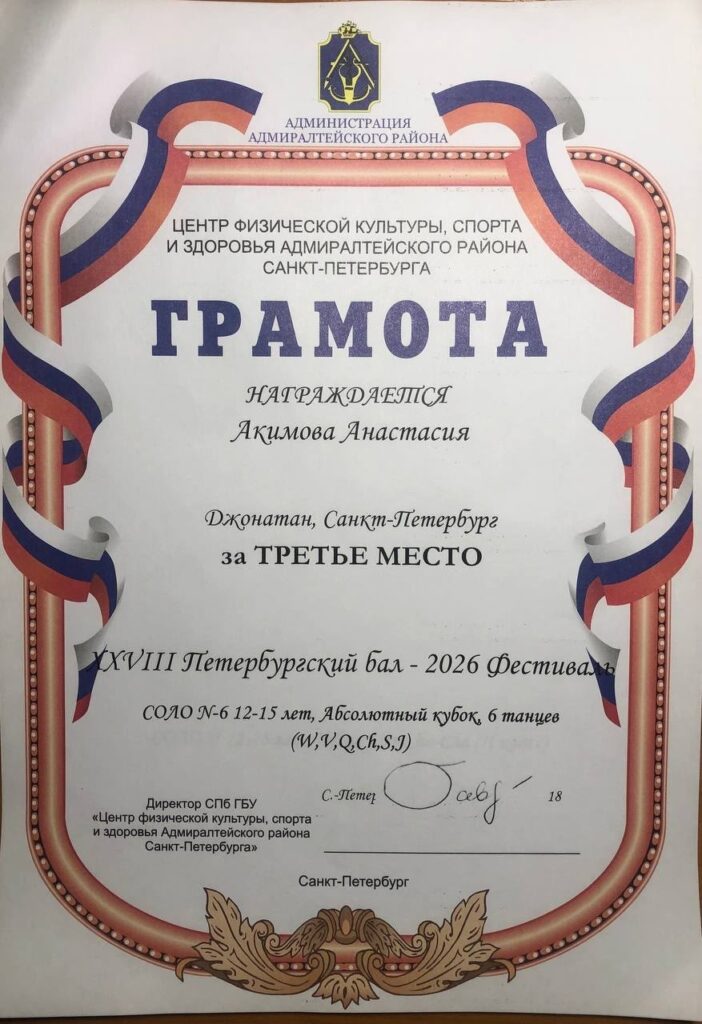 АДМИНИСТРАЦИЯ
АДМИРАЛТЕЙСКОГО РАЙОНА
ЦЕНТР ФИЗИЧЕСКОЙ КУЛЬТУРЫ, СПОРТА
И ЗДОРОВЬЯ АДМИРАЛТЕЙСКОГО РАЙОНА
САНКТ-ПЕТЕРБУРГА
ГРАМОТА
НАГРАЖДАЕТСЯ
Акимова Анастасия
Джонатан, Санкт-Петербург
за ТРЕТЬЕ МЕСТО
XXVIII Петербургский бал - 2026 Фестиваль
СОЛО N-6 12-15 лет, Абсолютный кубок, 6 танцев
(W,V,Q,Ch,S,J)
С.-Петер 18
Директор СПб ГБУ
«Центр физической культуры, спорта
и здоровья Адмиралтейского района
Санкт-Петербурга»
Санкт-Петербург